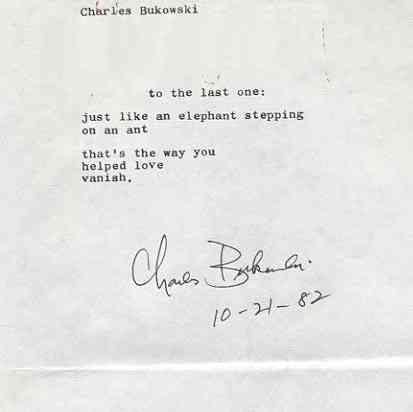 Charles Bukowski
to the last one:
just like an elephant stepping
on an ant
that's the way you
helped love
vanish.
Charles Bukowski.
10-21-82